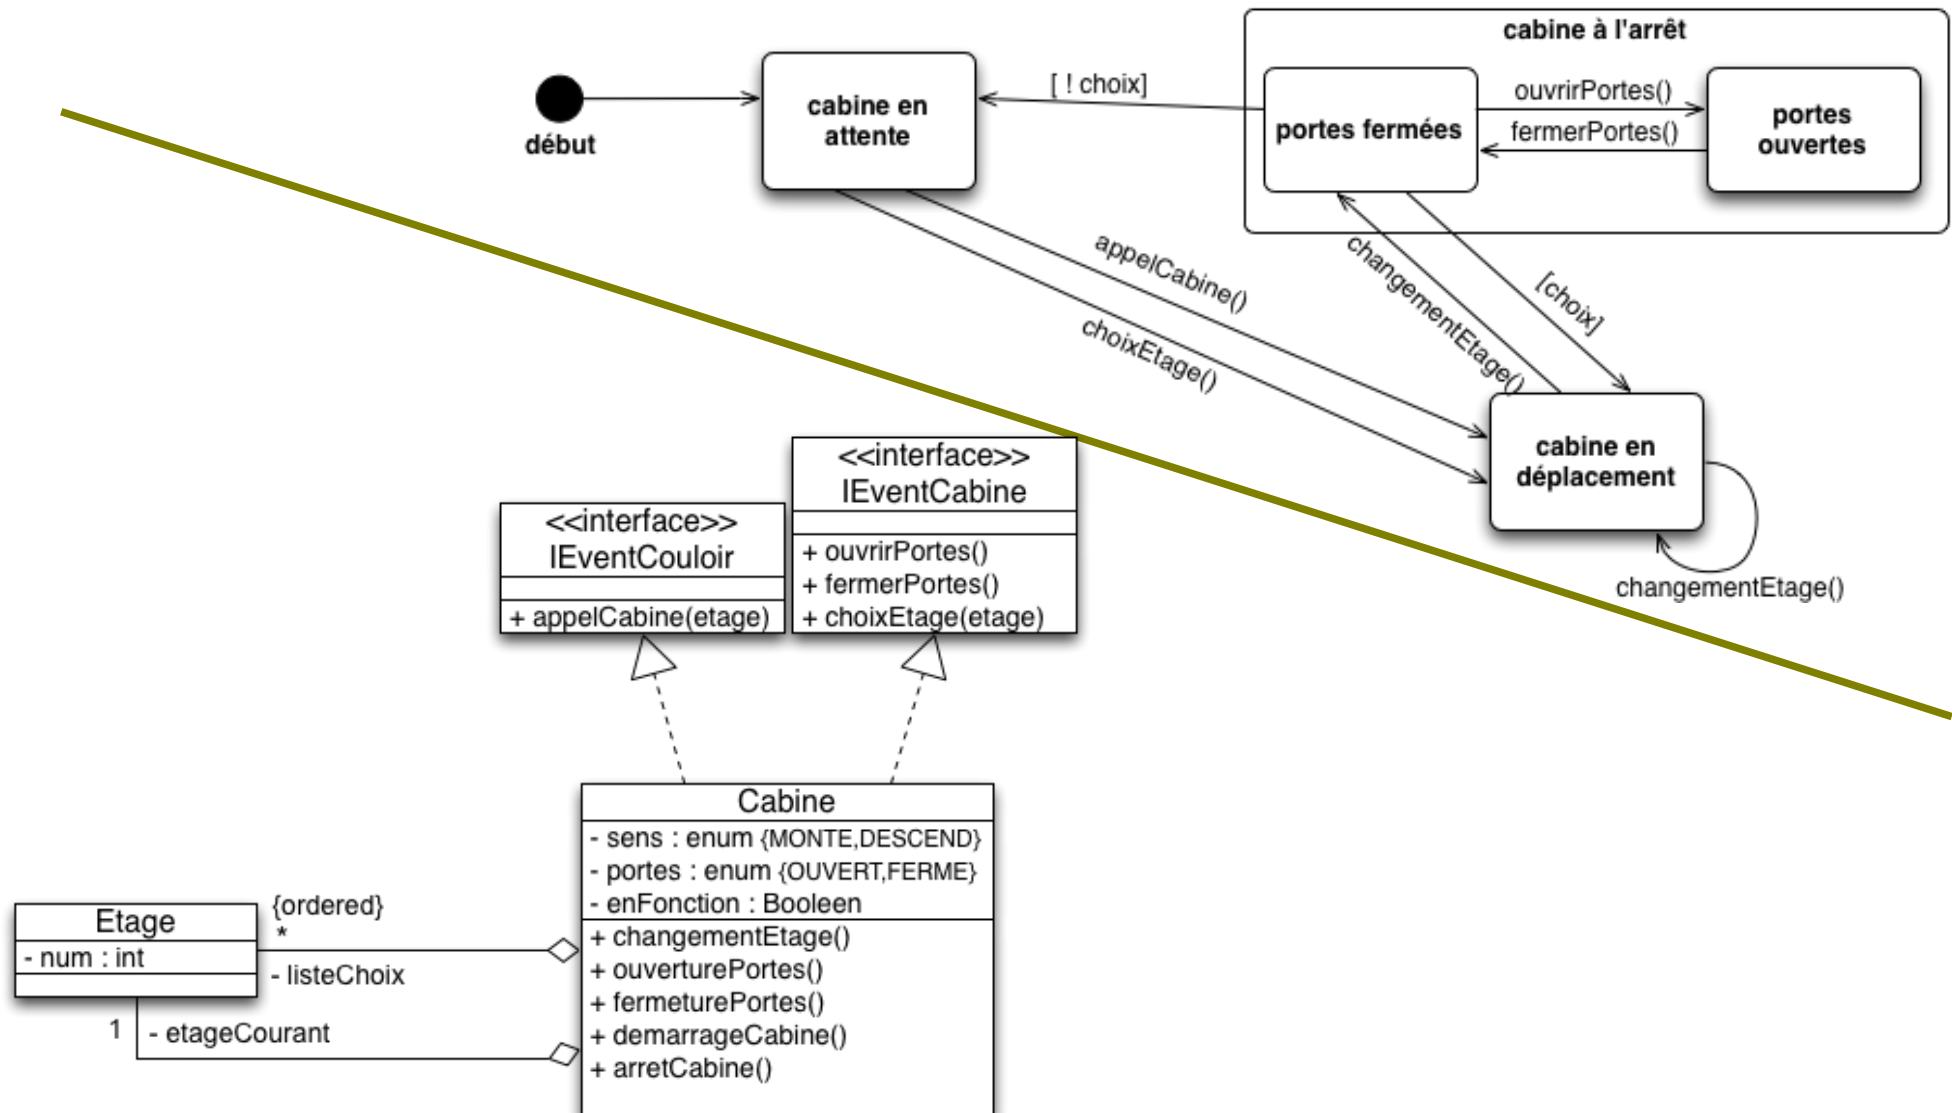 cabine à l'arrêt
début
cabine en
attente
[ ! choix]
portes fermées
ouvrirPortes()
fermerPortes()
portes
ouvertes
appelCabine()
choixEtage()
changementEtage()
[choix]
cabine en
déplacement
changementEtage()
<<interface>>
IEventCouloir
+ appelCabine(etage)
<<interface>>
IEventCabine
+ ouvrirPortes()
+ fermerPortes()
+ choixEtage(etage)
Cabine
- sens : enum {MONTE,DESCEND}
- portes : enum {OUVERT,FERME}
- enFonction : Booleen
+ changementEtage()
+ ouverturePortes()
+ fermeturePortes()
+ demarrageCabine()
+ arretCabine()
Etage
- num : int
{ordered}
*
- listeChoix
1
- etageCourant